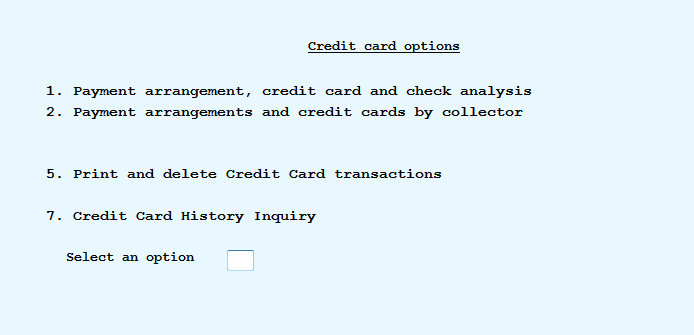 Credit card options
1. Payment arrangement, credit card and check analysis
2. Payment arrangements and credit cards by collector
5. Print and delete Credit Card transactions
7. Credit Card History Inquiry
Select an option